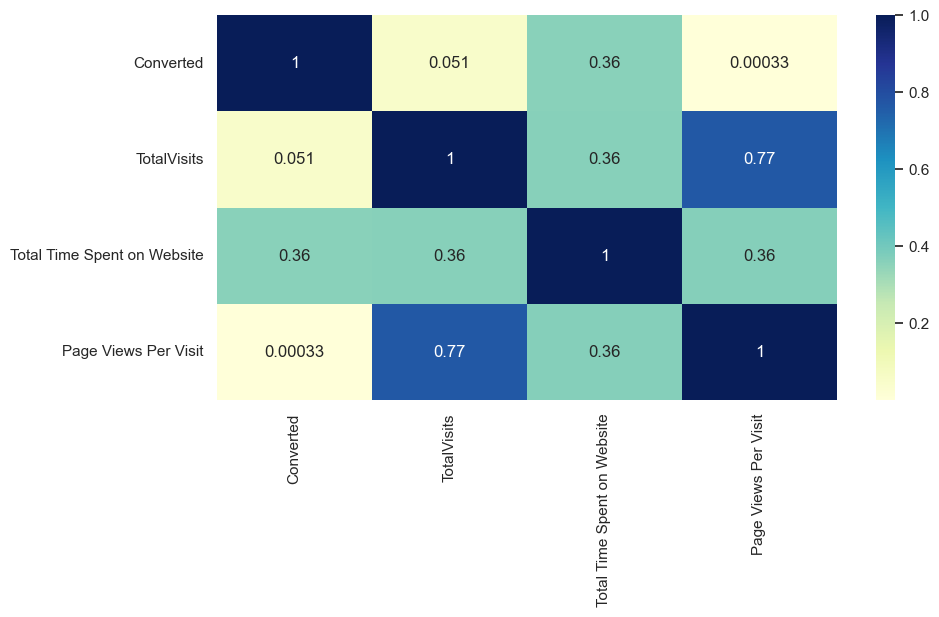 Converted
1
0.051
0.36
0.00033
TotalVisits
0.051
1
0.36
0.77
Total Time Spent on Website
0.36
0.36
1
0.36
Page Views Per Visit
0.00033
0.77
0.36
1
Converted
TotalVisits
Total Time Spent on Website
Page Views Per Visit
1.0
0.8
0.6
0.4
0.2